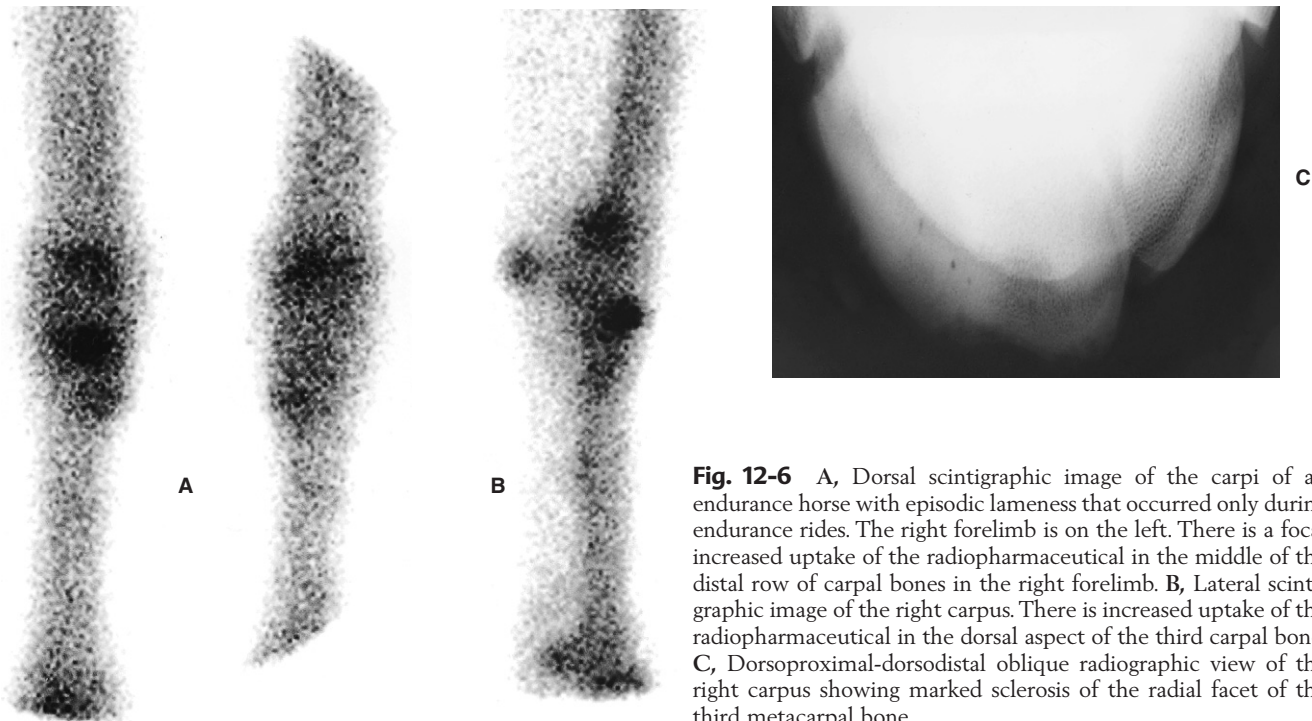 C
A
B
Fig. 12-6 A, Dorsal scintigraphic image of the carpi of a
endurance horse with episodic lameness that occurred only durin
endurance rides. The right forelimb is on the left. There is a foca
increased uptake of the radiopharmaceutical in the middle of th
distal row of carpal bones in the right forelimb. B, Lateral scint
graphic image of the right carpus. There is increased uptake of th
radiopharmaceutical in the dorsal aspect of the third carpal bon
C, Dorsoproximal-dorsodistal oblique radiographic view of th
right carpus showing marked sclerosis of the radial facet of th
third metacarpal bone